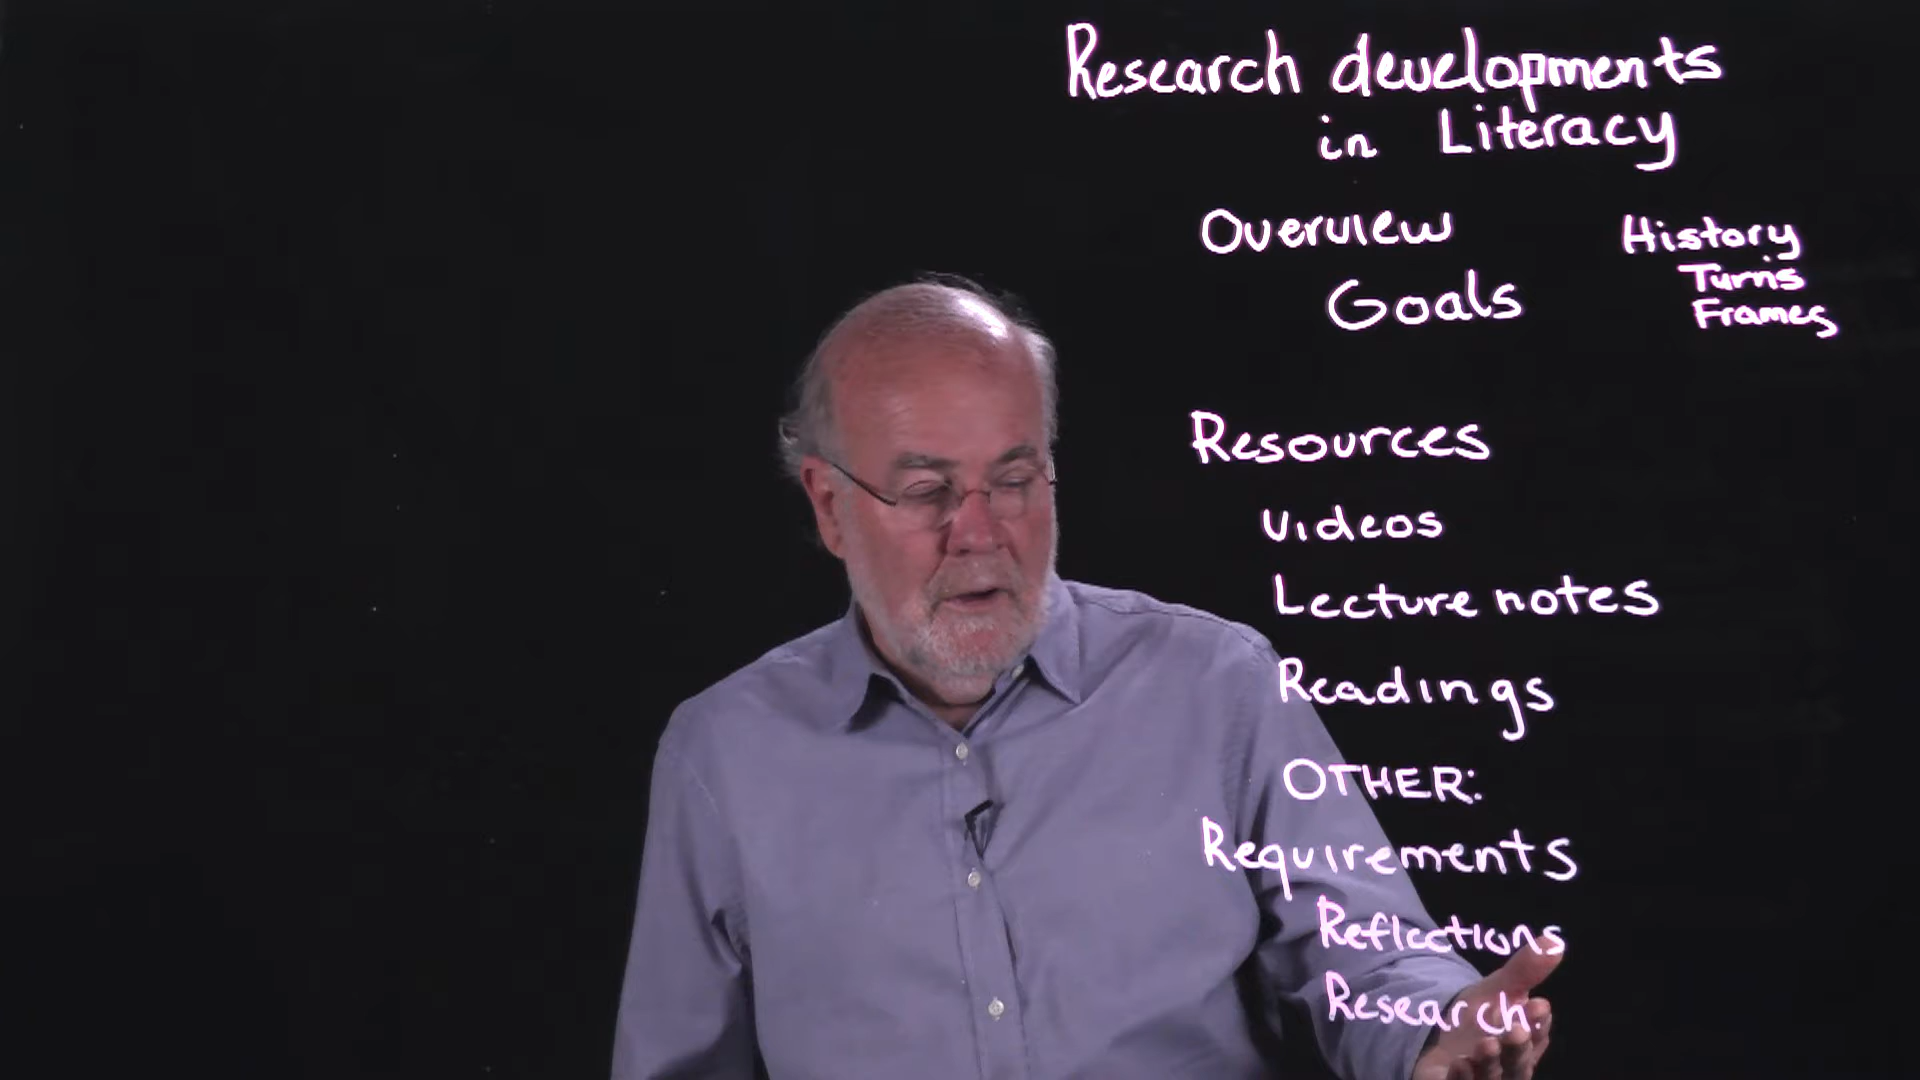 Research developments
in Literacy
Overview
Goals
History
Turns
Frames
Resources
Videos
Lecture notes
Readings
OTHER:
Requirements
Reflections
Research.